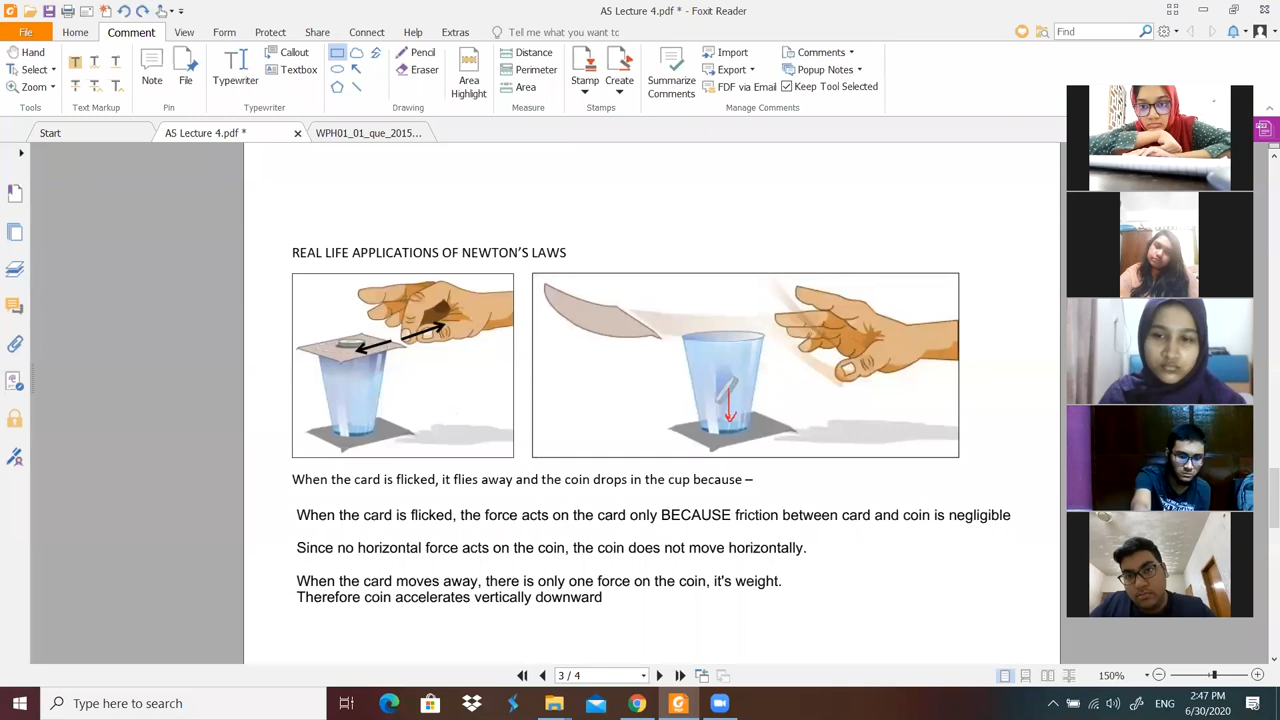 AS Lecture 4.pdf * - Foxit Reader
File
Home
Comment
View
Form
Protect
Share
Connect
Help
Extras
Tell me what you want to
Find
Hand
Select
Zoom
Tools
Text Markup
Note
File
Pin
Typewriter
Callout
Textbox
Typewriter
Pencil
Eraser
Drawing
Area
Highlight
Distance
Perimeter
Area
Measure
Stamp
Create
Stamps
Summarize
Comments
Import
Export
FDF via Email
Comments
Popup Notes
Keep Tool Selected
Manage Comments
Start
AS Lecture 4.pdf *
WPH01_01_que_2015...
REAL LIFE APPLICATIONS OF NEWTON'S LAWS
When the card is flicked, it flies away and the coin drops in the cup because –
When the card is flicked, the force acts on the card only BECAUSE friction between card and coin is negligible
Since no horizontal force acts on the coin, the coin does not move horizontally.
When the card moves away, there is only one force on the coin, it's weight.
Therefore coin accelerates vertically downward
3 / 4
150%
Type here to search
ENG
2:47 PM
6/30/2020